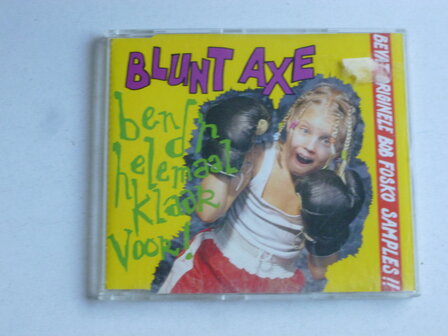 BLUNT AXE
ben d'r
helemaal
klaar
voor!
BEVAT ORIGINELE BOB FOSKO SAMPLES!!